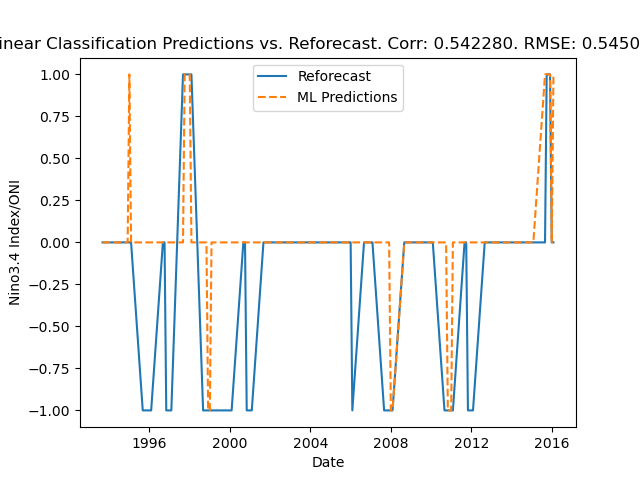 inear Classification Predictions vs. Reforecast. Corr: 0.542280. RMSE: 0.5450
Reforecast
ML Predictions
1.00
0.75
0.50
0.25
0.00
−0.25
−0.50
−0.75
−1.00
Nino3.4 Index/ONI
1996 2000 2004 2008 2012 2016
Date